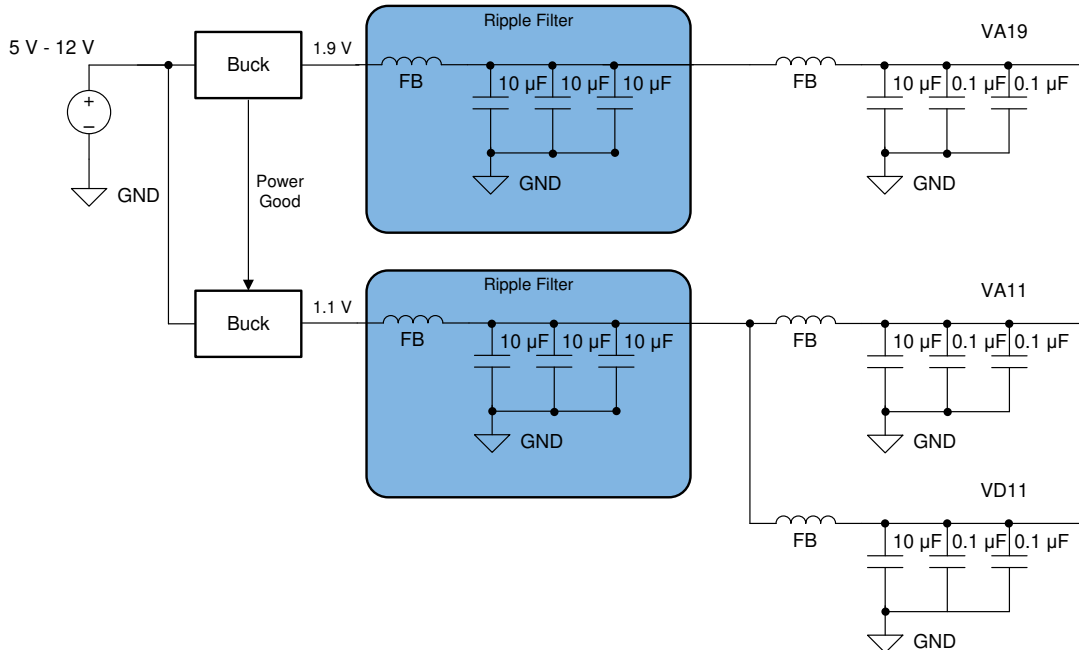 Ripple Filter
VA19
5 V - 12 V
Buck
1.9 V
FB
10 µF
10 µF
10 µF
FB
10 µF
0.1 µF
0.1 µF
+
–
GND
Power
Good
GND
GND
Ripple Filter
VA11
Buck
1.1 V
FB
10 µF
10 µF
10 µF
FB
10 µF
0.1 µF
0.1 µF
GND
GND
VD11
FB
10 µF
0.1 µF
0.1 µF
GND